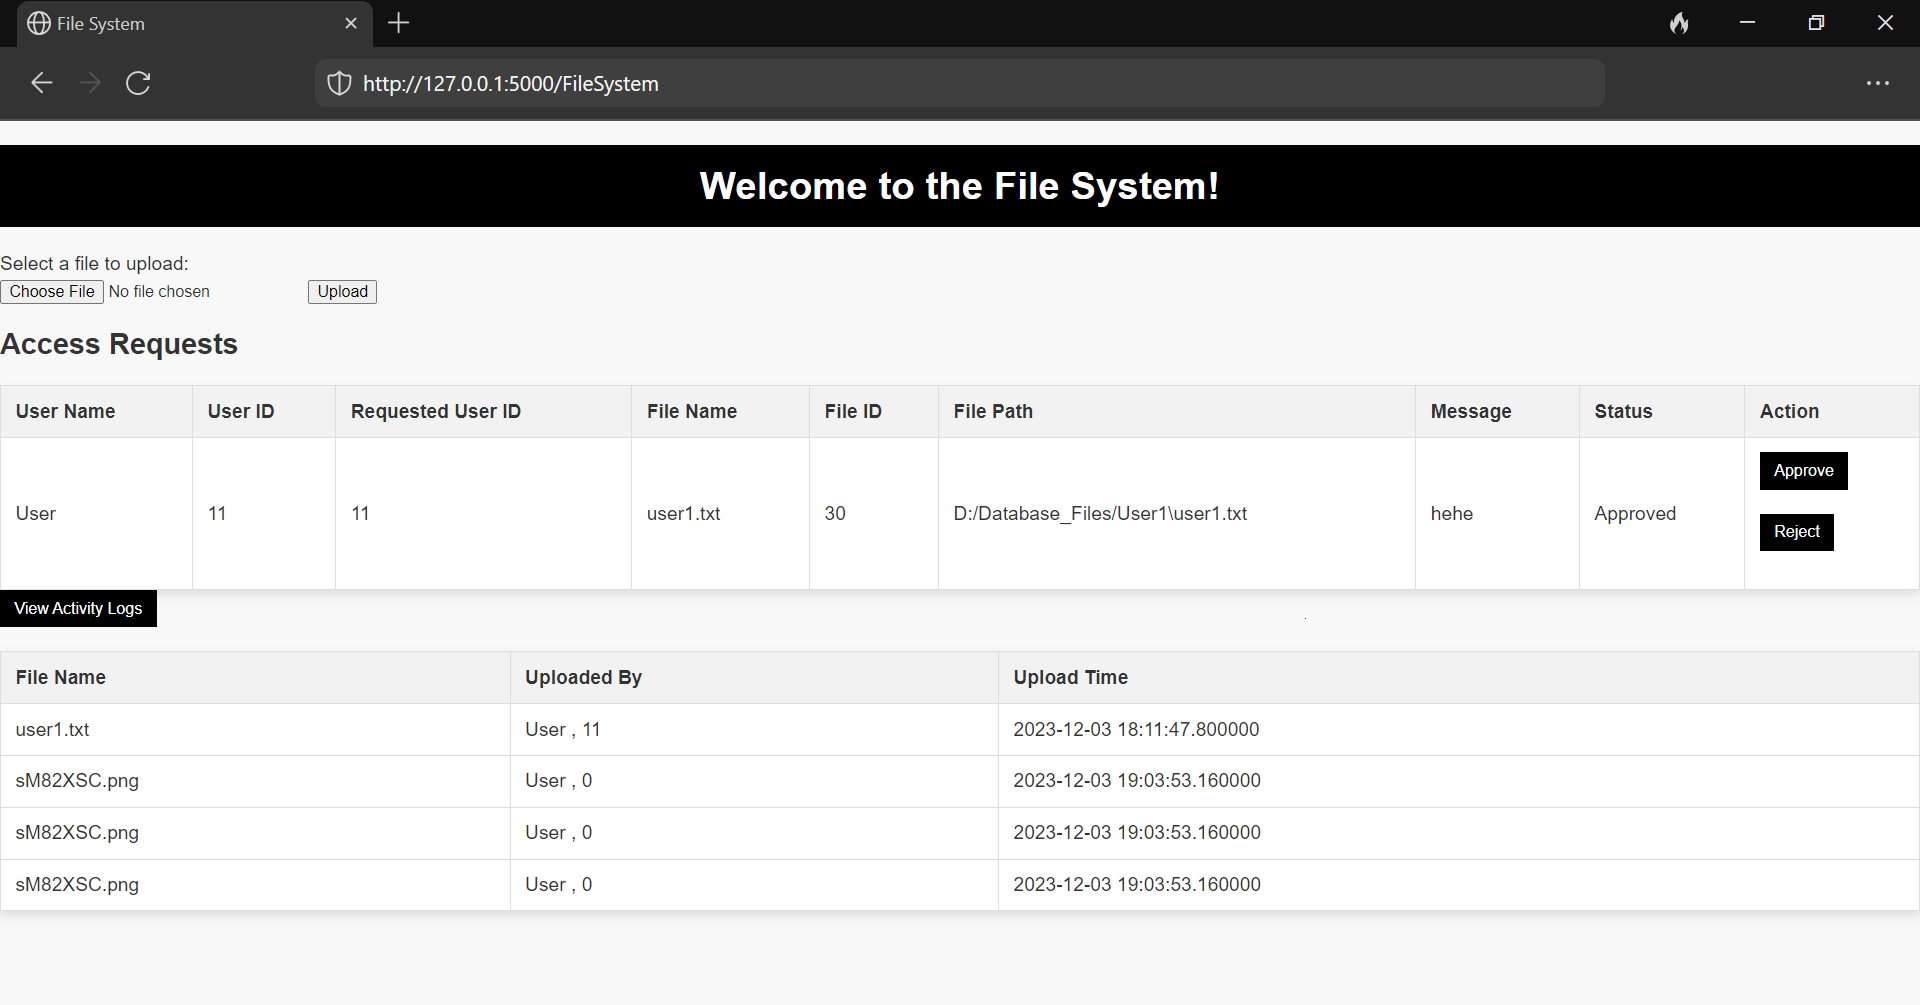 File System
http://127.0.0.1:5000/FileSystem
Welcome to the File System!
Select a file to upload:
Choose File No file chosen Upload
Access Requests
User Name User ID Requested User ID File Name File ID File Path Message Status Action
User 11 11 user1.txt 30 D:/Database_Files/User1\user1.txt hehe Approved Approve
Reject
View Activity Logs
File Name Uploaded By Upload Time
user1.txt User , 11 2023-12-03 18:11:47.800000
sM82XSC.png User , 0 2023-12-03 19:03:53.160000
sM82XSC.png User , 0 2023-12-03 19:03:53.160000
sM82XSC.png User , 0 2023-12-03 19:03:53.160000